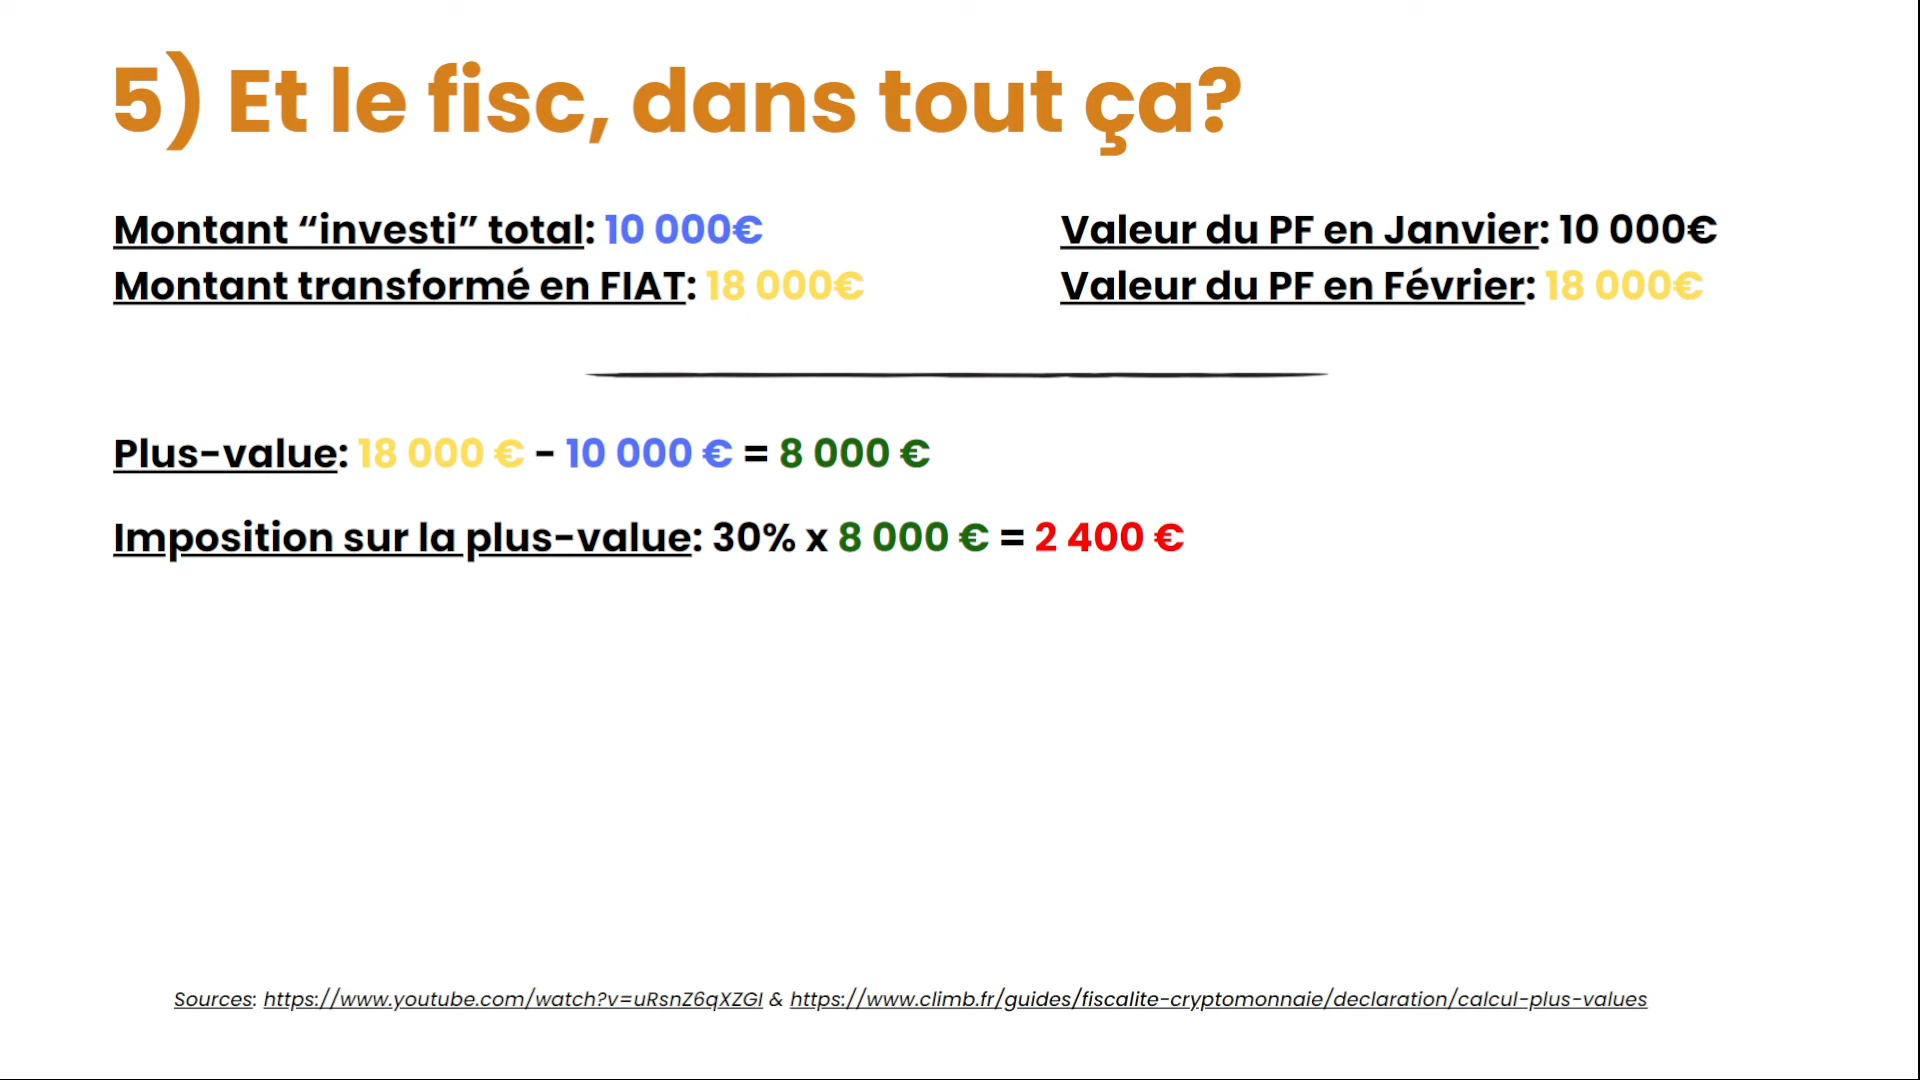 5) Et le fisc, dans tout ça?
Montant “investi” total: 10 000€
Montant transformé en FIAT: 18 000€
Valeur du PF en Janvier: 10 000€
Valeur du PF en Février: 18 000€
Plus-value: 18 000 € - 10 000 € = 8 000 €
Imposition sur la plus-value: 30% x 8 000 € = 2 400 €
Sources: https://www.youtube.com/watch?v=uRsnZ6qXZGI & https://www.climb.fr/guides/fiscalite-cryptomonnaie/declaration/calcul-plus-values